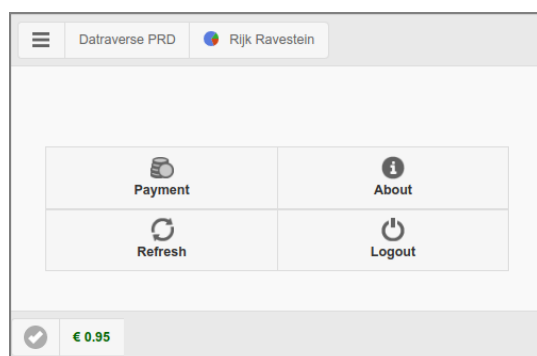 Datraverse PRD Rijk Ravestein
Payment About
Refresh Logout
€ 0.95